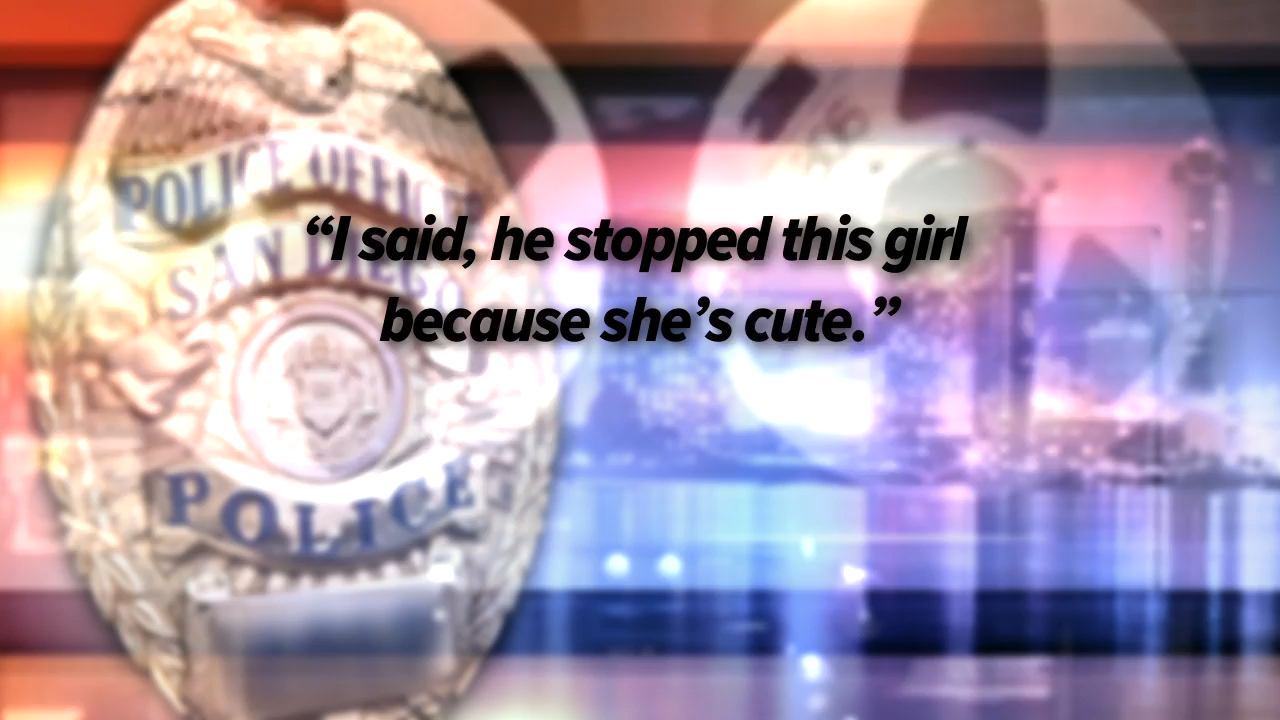 POLICE OFFICER
SAN DIEGO
“I said, he stopped this girl
because she’s cute.”
POLICE